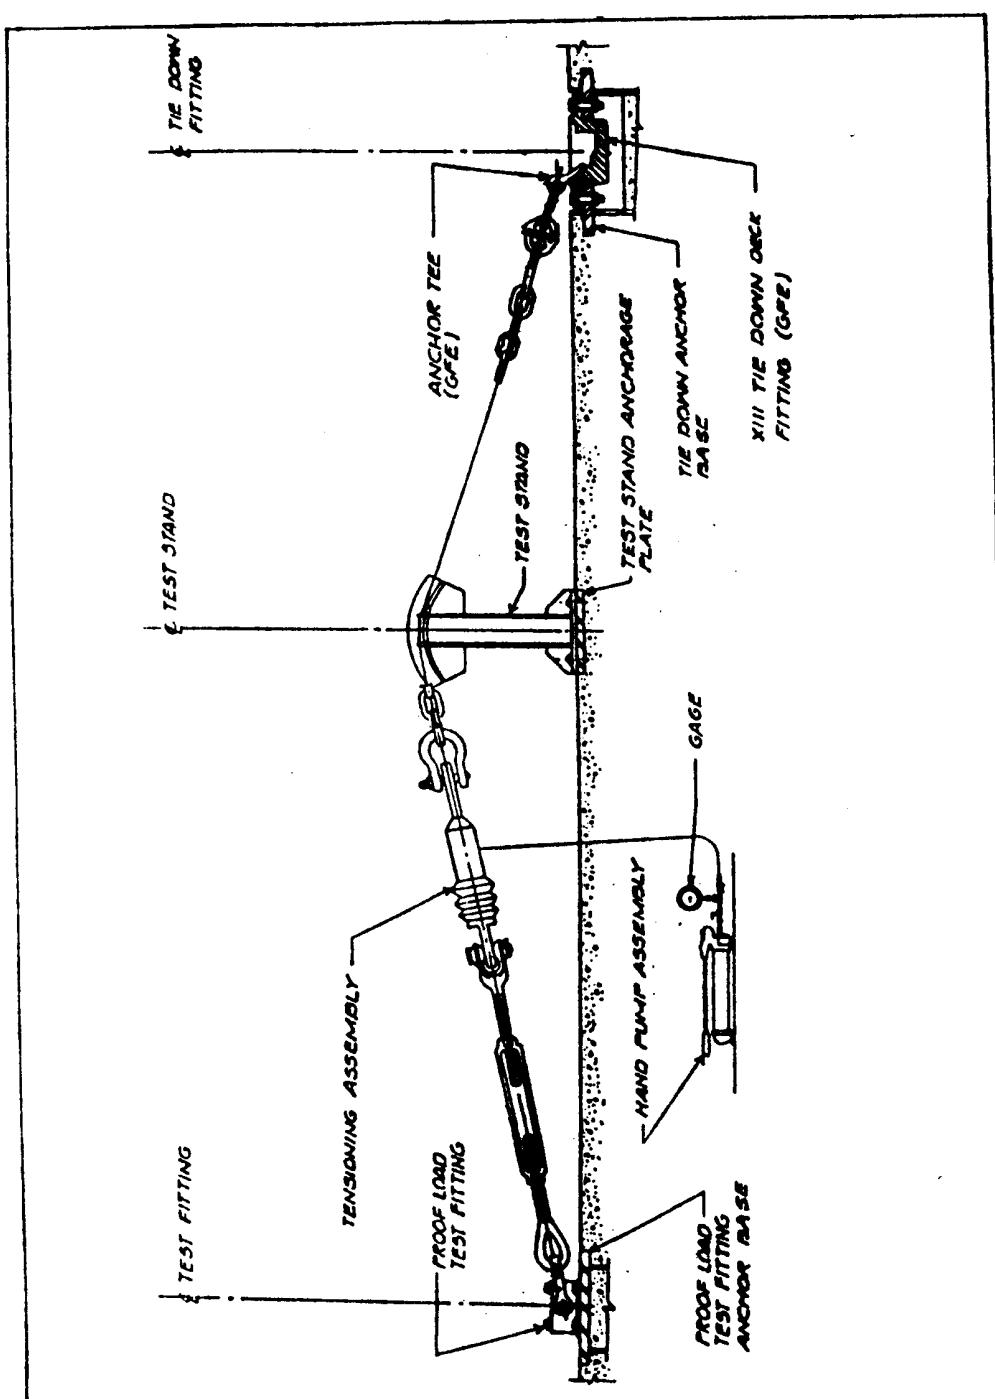 ℄ TEST FITTING
℄ TEST STAND
℄ TIE DOWN
FITTING
TENSIONING ASSEMBLY
PROOF LOAD
TEST FITTING
ANCHOR TEE
(GFE)
TEST STAND
TEST STAND ANCHORAGE
PLATE
TIE DOWN ANCHOR
BASE
XIII TIE DOWN DECK
FITTING (GFE)
HAND PUMP ASSEMBLY
GAGE
PROOF LOAD
TEST FITTING
ANCHOR BASE